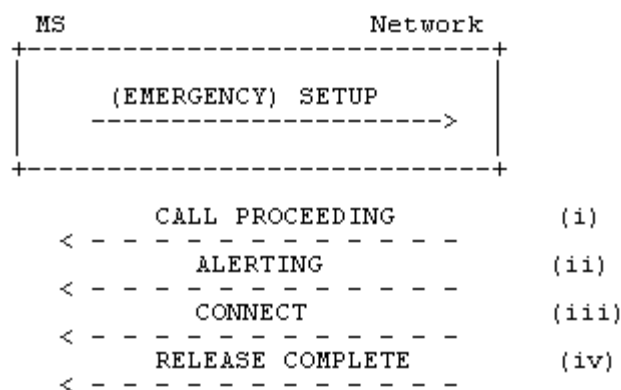 MS Network
(EMERGENCY) SETUP
CALL PROCEEDING (i)
ALERTING (ii)
CONNECT (iii)
RELEASE COMPLETE (iv)